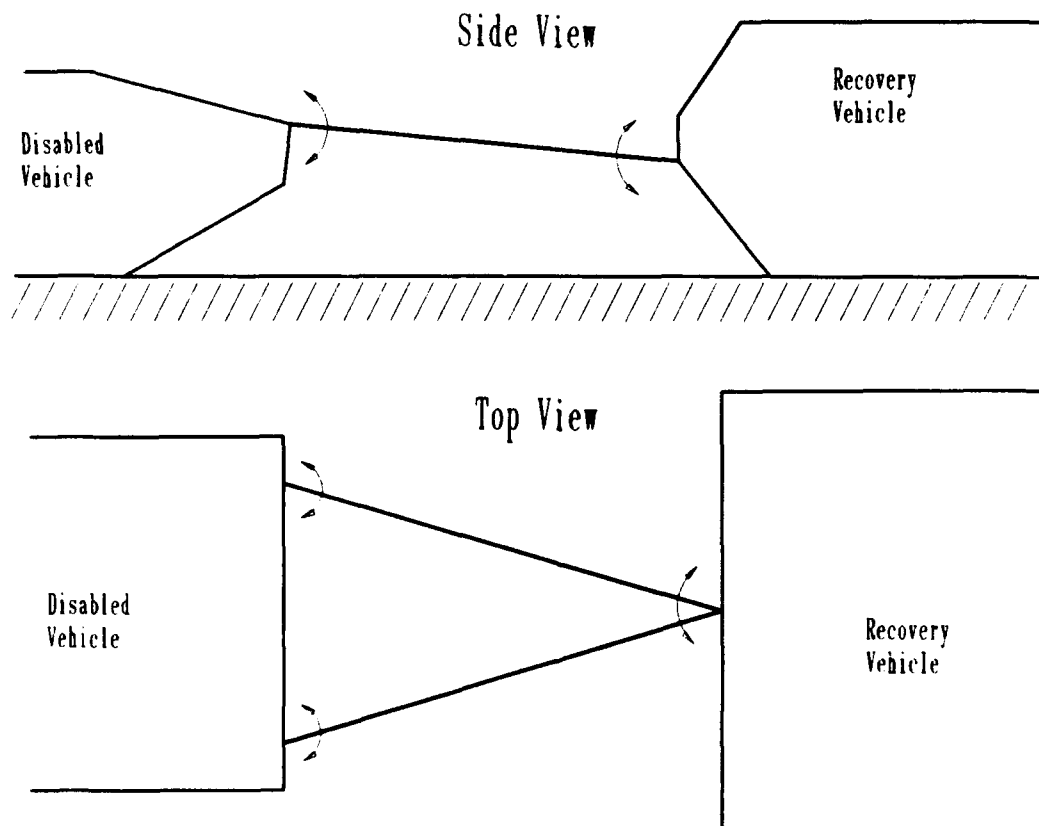 Side View
Recovery
Vehicle
Disabled
Vehicle
Top View
Disabled
Vehicle
Recovery
Vehicle